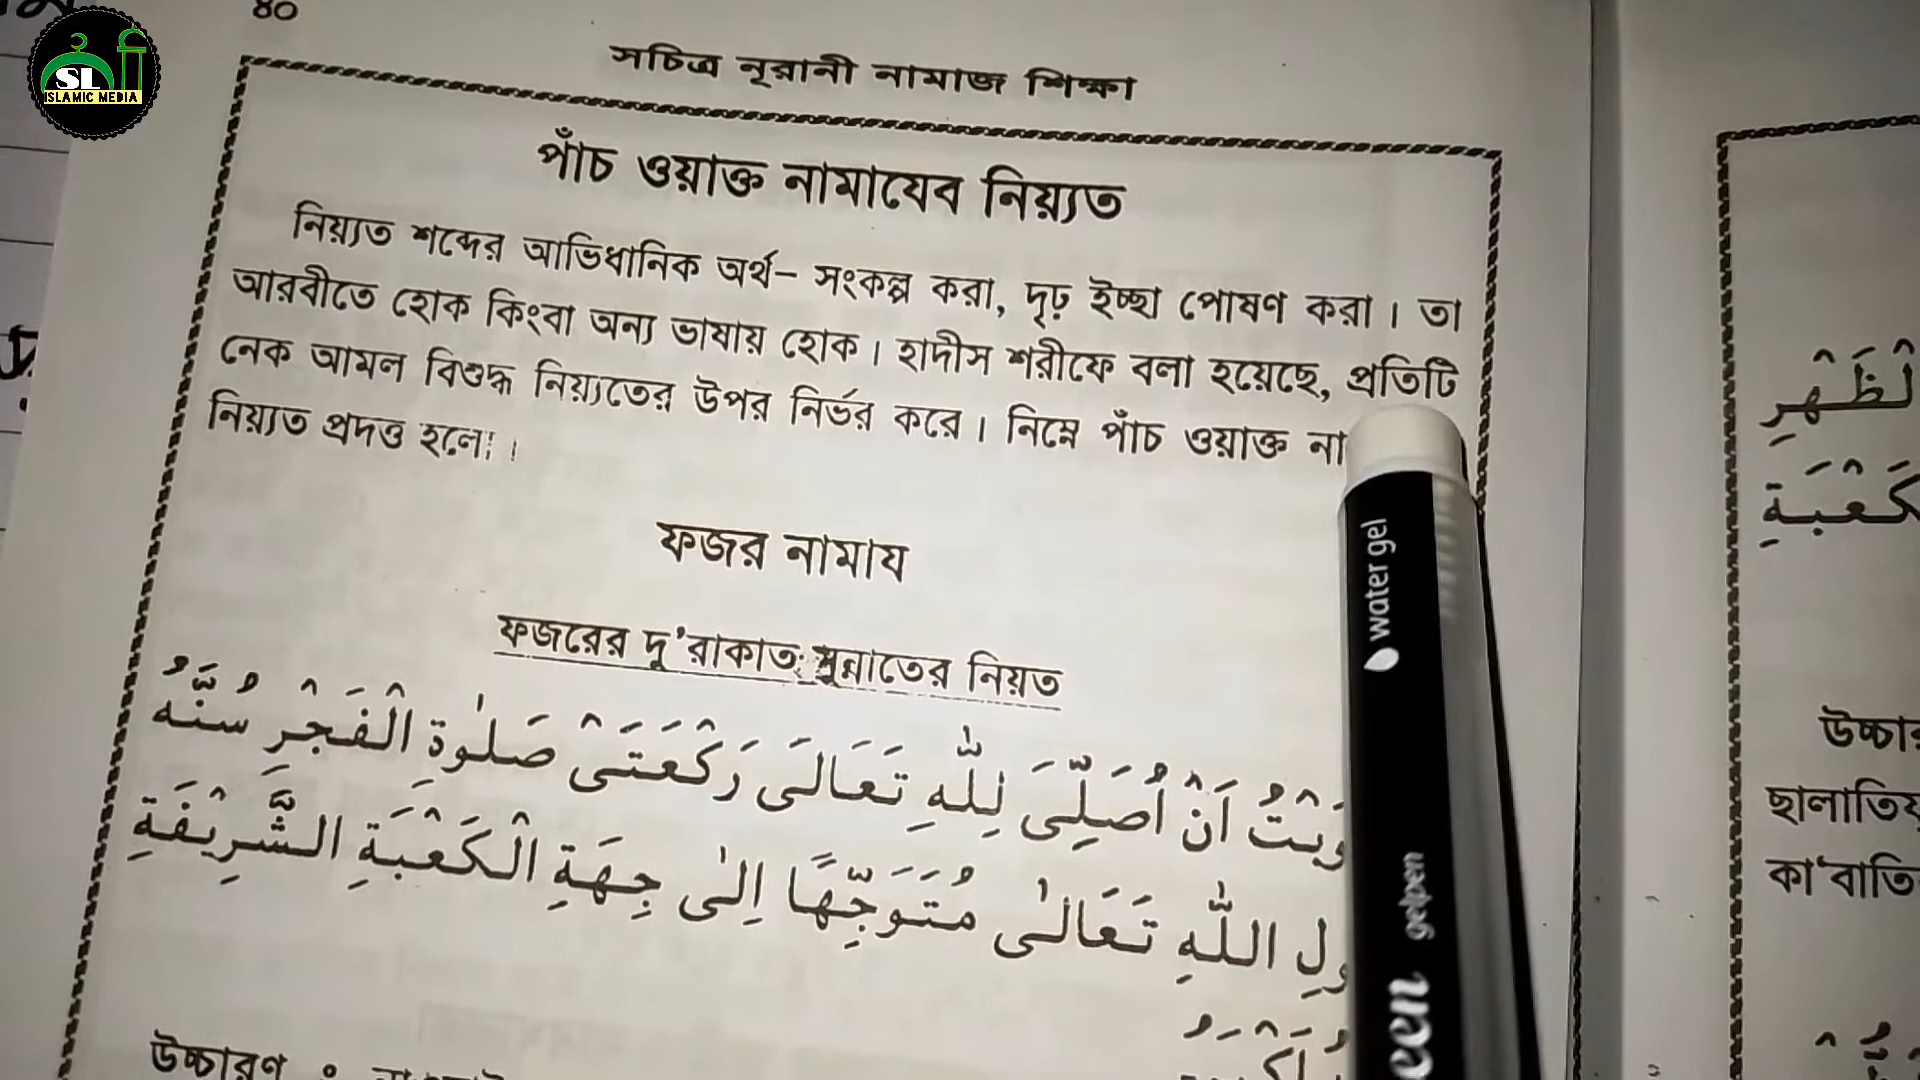 SL
ISLAMIC MEDIA
৪০
সচিত্র নূরানী নামাজ শিক্ষা
পাঁচ ওয়াক্ত নামাযেব নিয়্যত
নিয়্যত শব্দের আভিধানিক অর্থ– সংকল্প করা, দৃঢ় ইচ্ছা পোষণ করা। তা
আরবীতে হোক কিংবা অন্য ভাষায় হোক। হাদীস শরীফে বলা হয়েছে, প্রতিটি
নেক আমল বিশুদ্ধ নিয়্যতের উপর নির্ভর করে। নিম্নে পাঁচ ওয়াক্ত না
নিয়্যত প্রদত্ত হলো।
ফজর নামায
ফজরের দু’রাকাত সুন্নাতের নিয়ত
اَنْ اُصَلِّىَ لِلّٰهِ تَعَالَى رَكْعَتَىْ صَلٰوةِ الْفَجْرِ سُنَّةُ
اللّٰهِ تَعَالٰى مُتَوَجِّهًا اِلٰى جِهَةِ الْكَعْبَةِ الشَّرِيْفَةِ
উচ্চারণ :
water gel
gelpen
een
لظُّهْرِ
كَعْبَةِ
উচ্চার
ছালাতিয
কা'বাতি